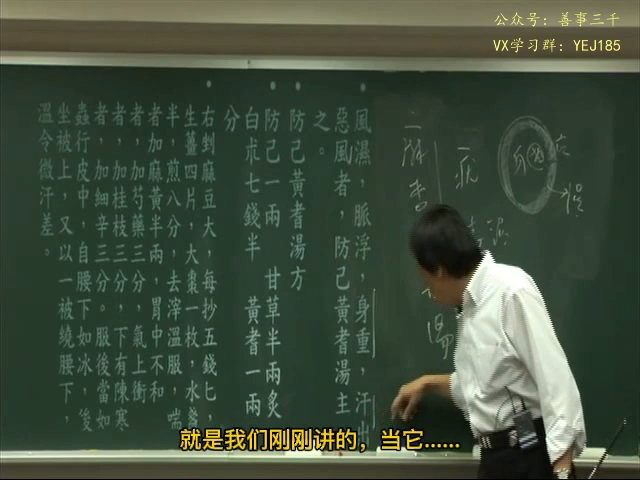 公众号：善事三千
VX学习群：YEJ185
風濕，脈浮，身重，汗出
惡風者，防己黃耆湯主
之。
防己黃耆湯方
防己一兩　甘草半兩炙
白朮七錢半　黃耆一兩
分
右剉麻豆大，每抄五錢匕，
生薑四片，大棗一枚，水盞
半，煎八分，去滓溫服，喘
者加麻黃半兩，胃中不和
者，加芍藥三分，氣上衝
者，加桂枝三分，下有陳寒
者，加細辛三分。服後當如
蟲行皮中，自腰下如冰，後
坐被上，又以一被繞腰下，
溫令微汗差。
就是我们刚刚讲的，当它......